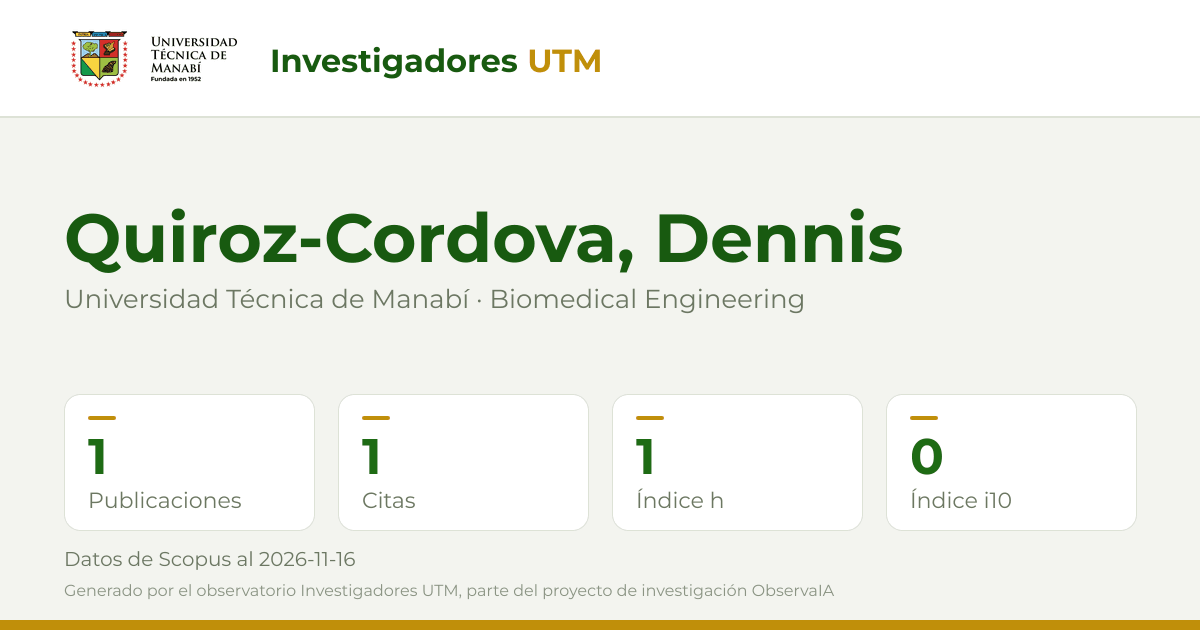 UNIVERSIDAD
TÉCNICA DE
MANABÍ
Fundada en 1952
Investigadores UTM
Quiroz-Cordova, Dennis
Universidad Técnica de Manabí · Biomedical Engineering
1
Publicaciones
1
Citas
1
Índice h
0
Índice i10
Datos de Scopus al 2026-11-16
Generado por el observatorio Investigadores UTM, parte del proyecto de investigación ObservaIA